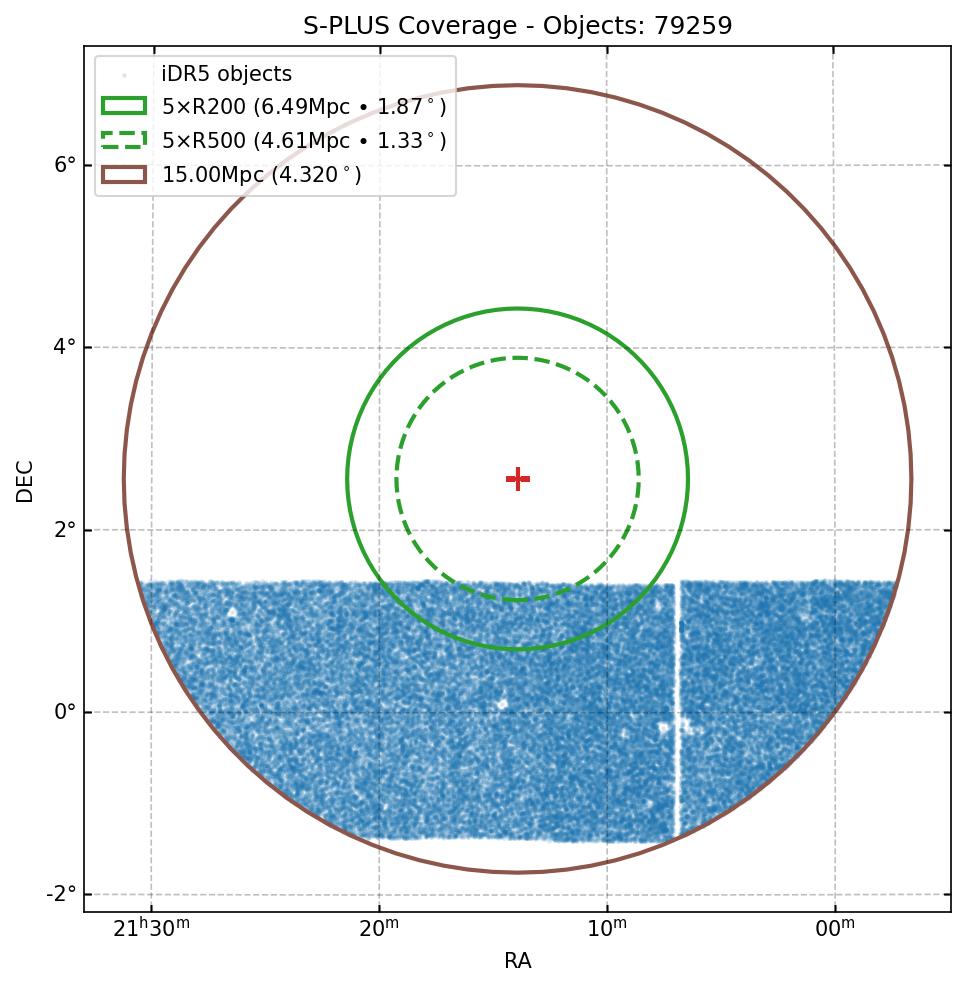 S-PLUS Coverage - Objects: 79259
iDR5 objects
5×R200 (6.49Mpc • 1.87°)
5×R500 (4.61Mpc • 1.33°)
15.00Mpc (4.320°)
6°
4°
2°
0°
-2°
DEC
21ʰ30ᵐ
20ᵐ
10ᵐ
00ᵐ
RA